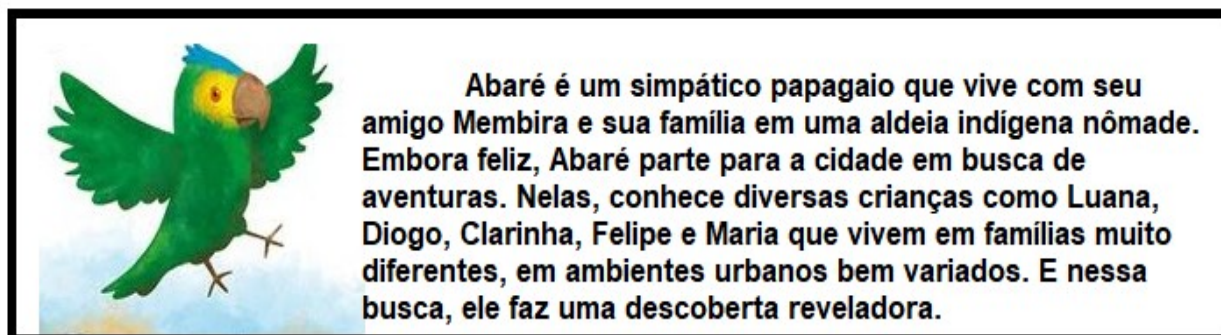 Abaré é um simpático papagaio que vive com seu
amigo Membira e sua família em uma aldeia indígena nômade.
Embora feliz, Abaré parte para a cidade em busca de
aventuras. Nelas, conhece diversas crianças como Luana,
Diogo, Clarinha, Felipe e Maria que vivem em famílias muito
diferentes, em ambientes urbanos bem variados. E nessa
busca, ele faz uma descoberta reveladora.